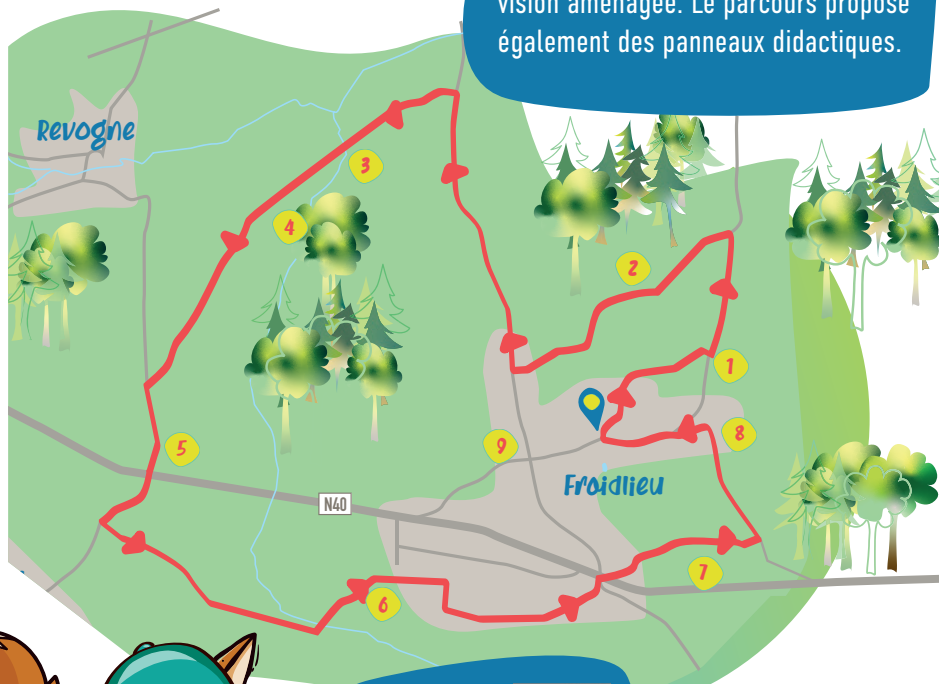 vision aménagée. Le parcours propose
également des panneaux didactiques.
Revogne
3
4
2
1
5
9
8
Froidlieu
N40
7
6